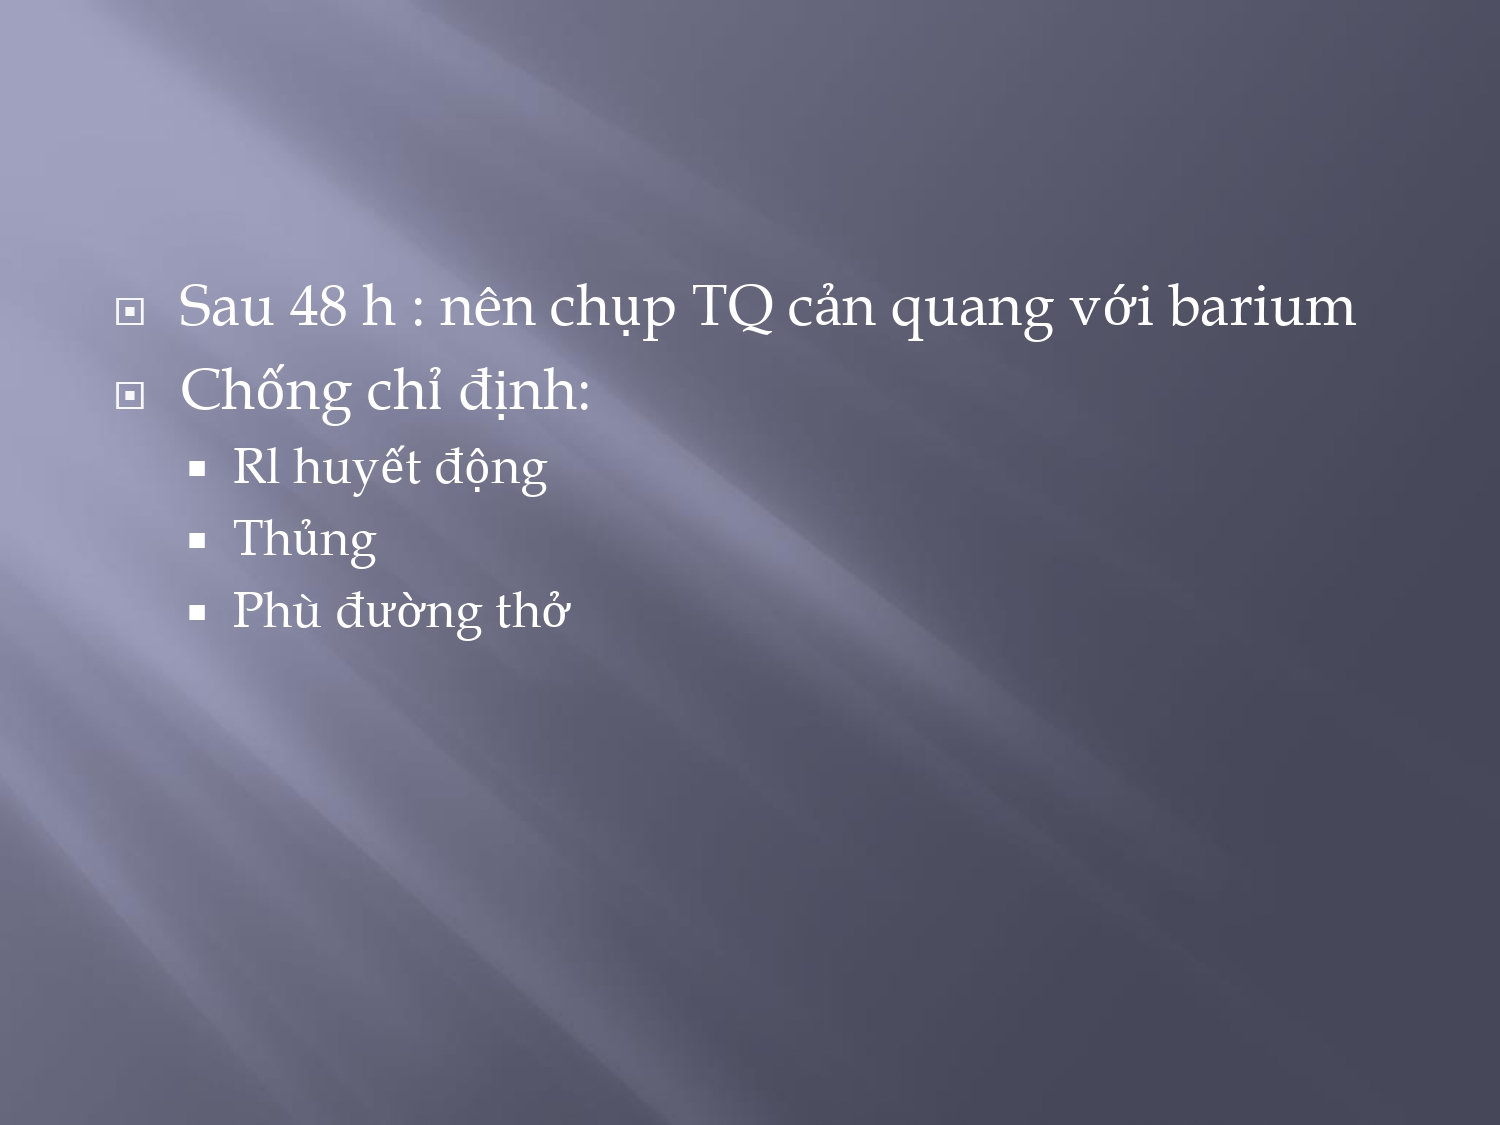 Sau 48 h : nên chụp TQ cản quang với barium
Chống chỉ định:
Rl huyết động
Thủng
Phù đường thở